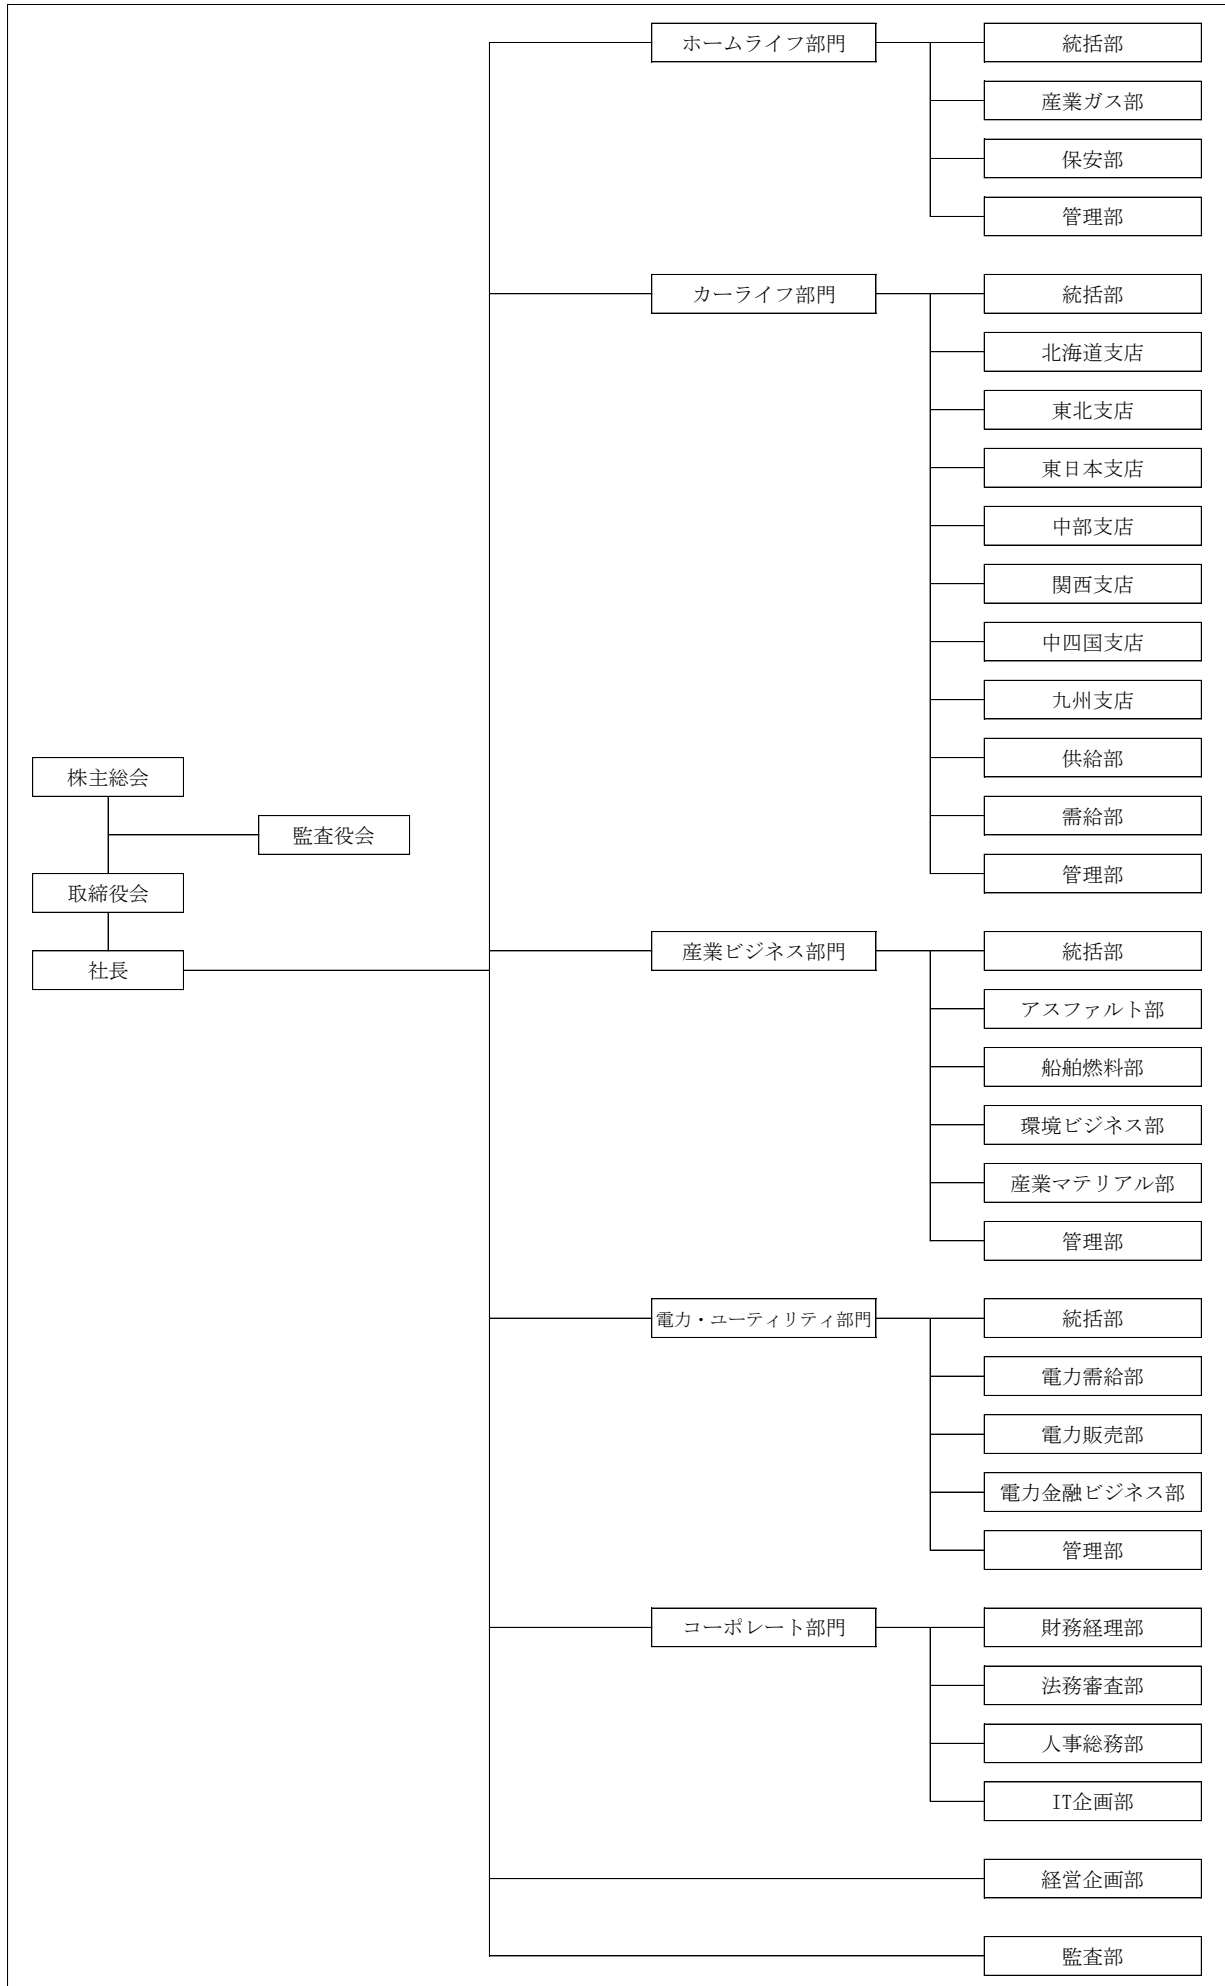 ホームライフ部門
統括部
産業ガス部
保安部
管理部
カーライフ部門
統括部
北海道支店
東北支店
東日本支店
中部支店
関西支店
中四国支店
九州支店
供給部
需給部
管理部
株主総会
監査役会
取締役会
社長
産業ビジネス部門
統括部
アスファルト部
船舶燃料部
環境ビジネス部
産業マテリアル部
管理部
電力・ユーティリティ部門
統括部
電力需給部
電力販売部
電力金融ビジネス部
管理部
コーポレート部門
財務経理部
法務審査部
人事総務部
IT企画部
経営企画部
監査部